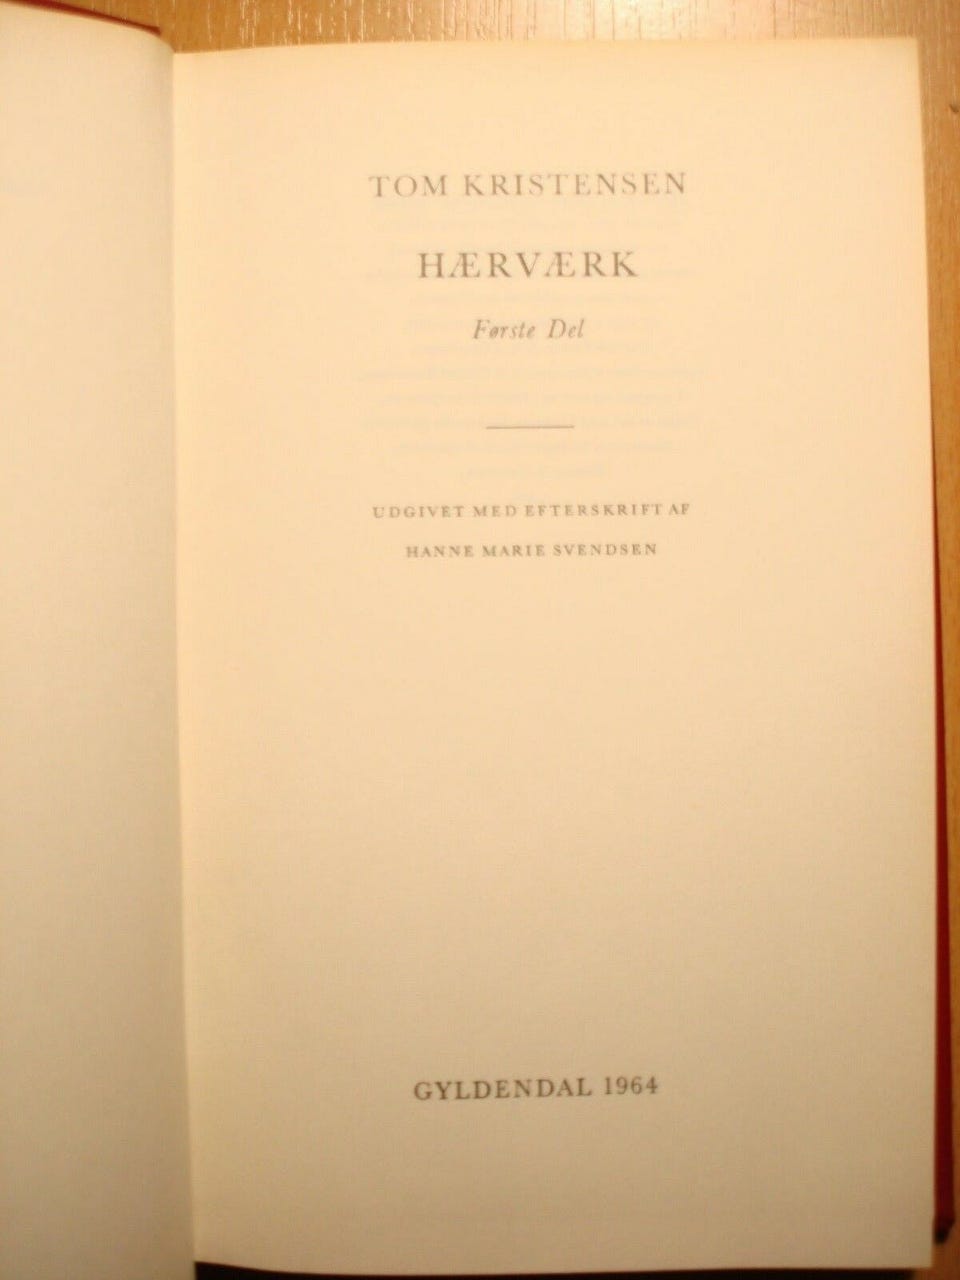 TOM KRISTENSEN
HÆRVÆRK
Første Del
UDGIVET MED EFTERSKRIFT AF
HANNE MARIE SVENDSEN
GYLDENDAL 1964